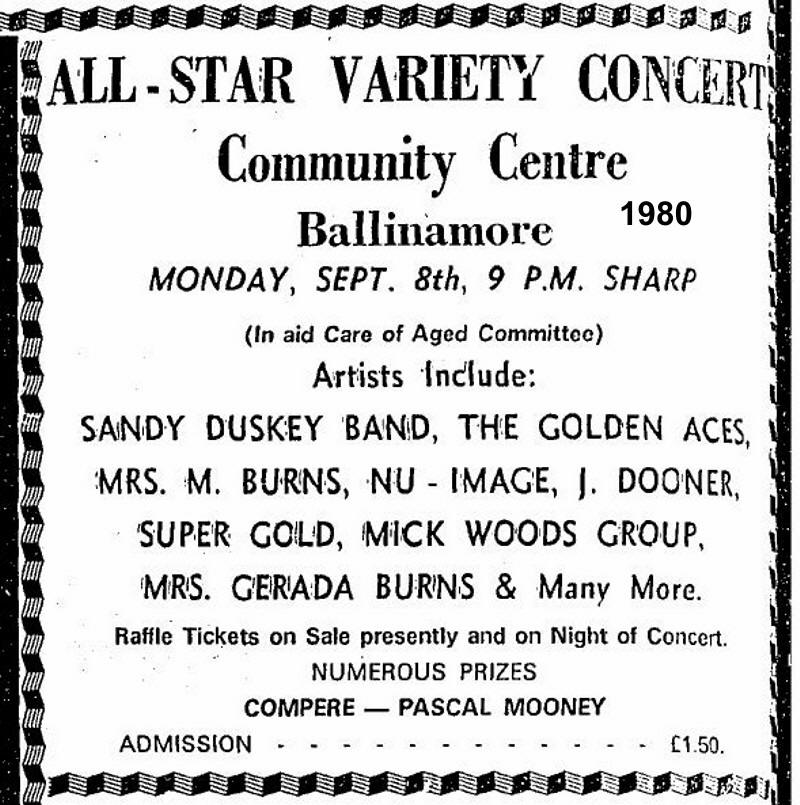 ALL-STAR VARIETY CONCERT
Community Centre
Ballinamore
1980
MONDAY, SEPT. 8th, 9 P.M. SHARP
(In aid Care of Aged Committee)
Artists Include:
SANDY DUSKEY BAND, THE GOLDEN ACES,
MRS. M. BURNS, NU - IMAGE, J. DOONER,
SUPER GOLD, MICK WOODS GROUP,
MRS. GERADA BURNS & Many More.
Raffle Tickets on Sale presently and on Night of Concert.
NUMEROUS PRIZES
COMPERE — PASCAL MOONEY
ADMISSION - - - - - - - - - - - - - £1.50.